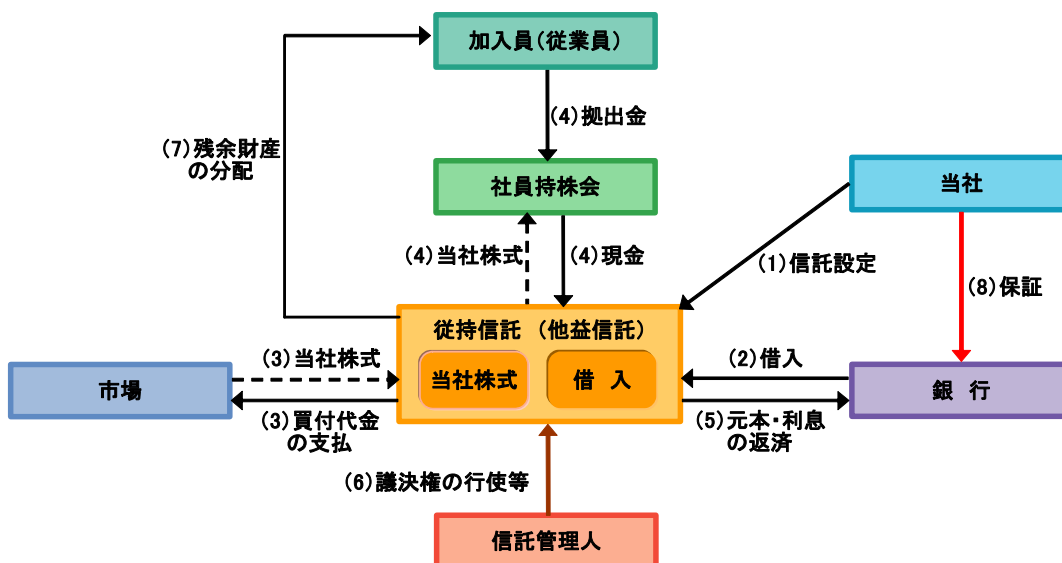 加入員（従業員）
(4)拠出金
(7)残余財産
の分配
社員持株会
当社
(4)当社株式
(4)現金
(1)信託設定
(8)保証
従持信託 （他益信託）
当社株式
借 入
(3)当社株式
市場
(3)買付代金
の支払
(2)借入
銀 行
(5)元本・利息
の返済
(6)議決権の行使等
信託管理人